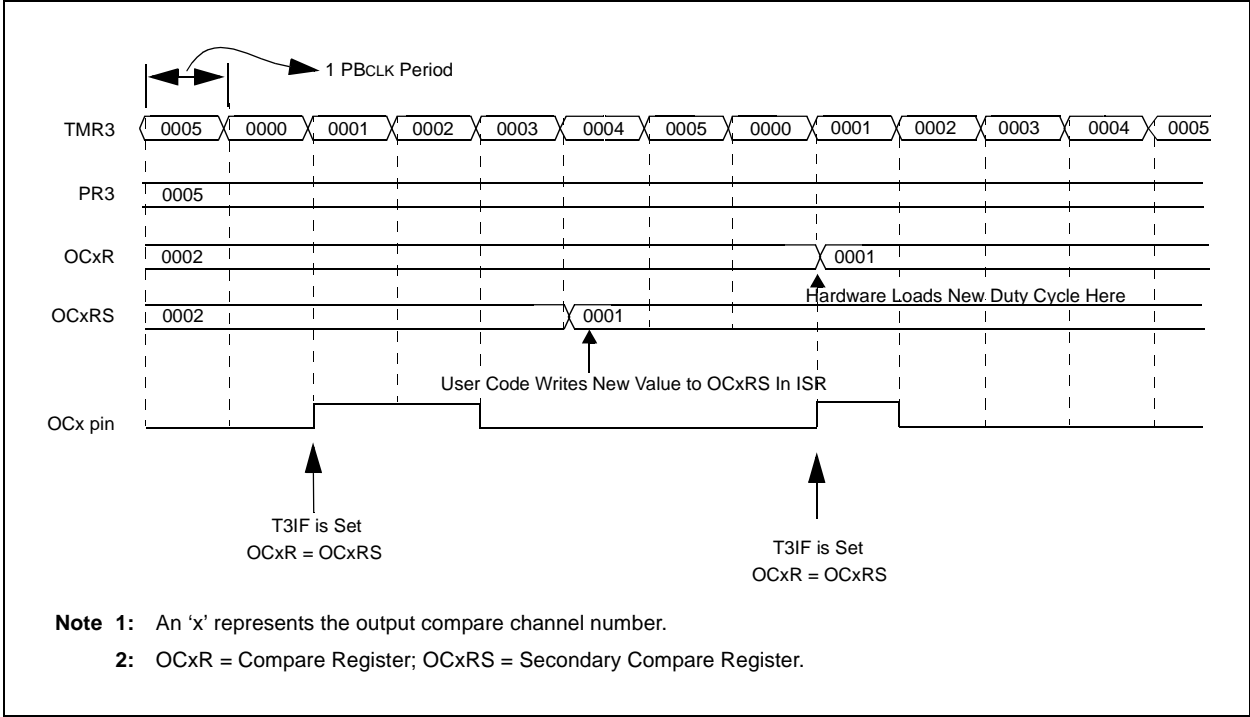 1 PBCLK Period
TMR3 0005 0000 0001 0002 0003 0004 0005 0000 0001 0002 0003 0004 0005
PR3 0005
OCxR 0002 0001
Hardware Loads New Duty Cycle Here
OCxRS 0002 0001
User Code Writes New Value to OCxRS In ISR
OCx pin
T3IF is Set
OCxR = OCxRS
T3IF is Set
OCxR = OCxRS
Note 1: An ‘x’ represents the output compare channel number.
2: OCxR = Compare Register; OCxRS = Secondary Compare Register.